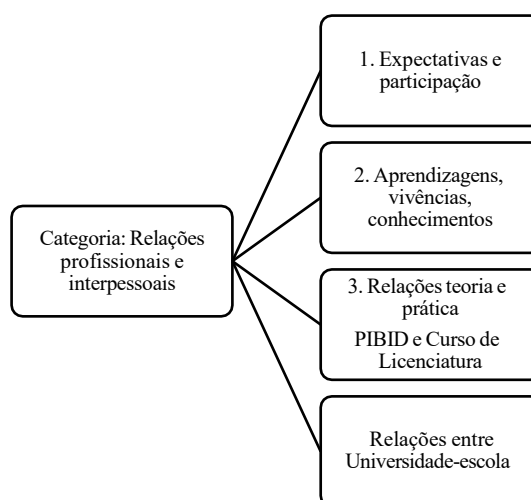 Categoria: Relações
profissionais e
interpessoais
1. Expectativas e
participação
2. Aprendizagens,
vivências,
conhecimentos
3. Relações teoria e
prática
PIBID e Curso de
Licenciatura
Relações entre
Universidade-escola